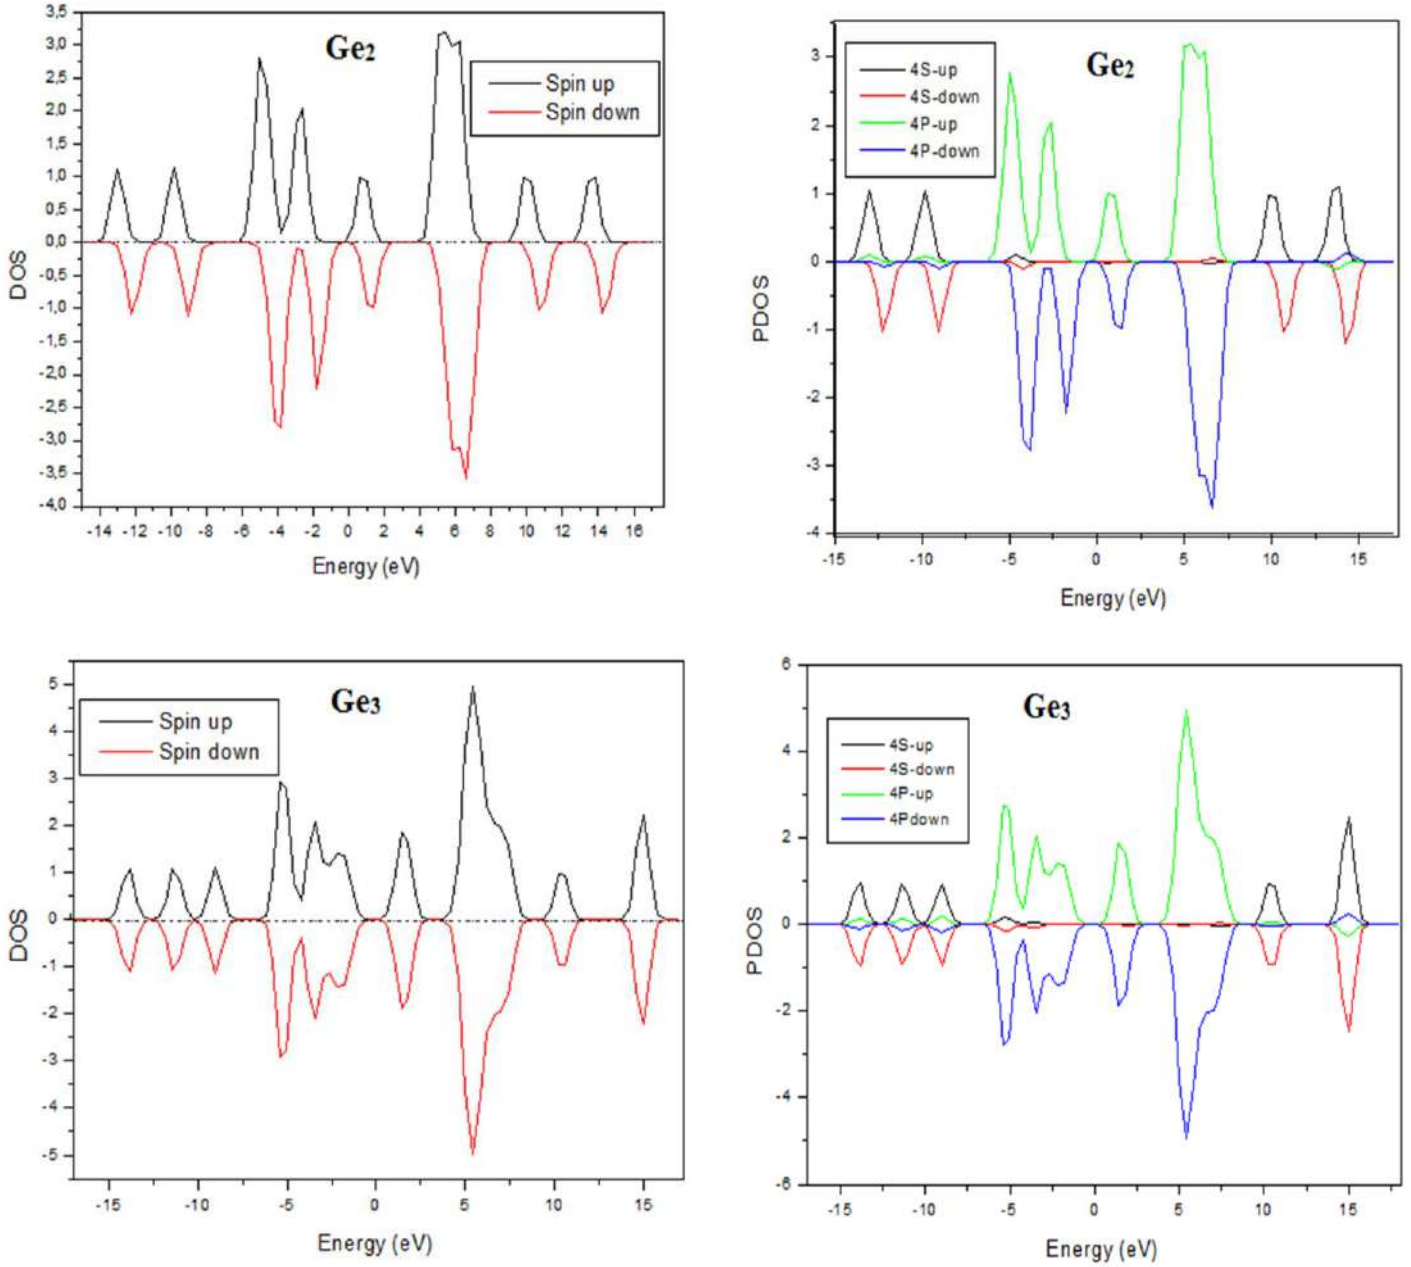 Ge2
Spin up
Spin down
3,5
3,0
2,5
2,0
1,5
1,0
0,5
0,0
-0,5
-1,0
-1,5
-2,0
-2,5
-3,0
-3,5
-4,0
DOS
-14 -12 -10 -8 -6 -4 -2 0 2 4 6 8 10 12 14 16
Energy (eV)
Ge2
4S-up
4S-down
4P-up
4P-down
3
2
1
0
-1
-2
-3
-4
PDOS
-15 -10 -5 0 5 10 15
Energy (eV)
Ge3
Spin up
Spin down
5
4
3
2
1
0
-1
-2
-3
-4
-5
DOS
-15 -10 -5 0 5 10 15
Energy (eV)
Ge3
4S-up
4S-down
4P-up
4Pdown
6
4
2
0
-2
-4
-6
PDOS
-15 -10 -5 0 5 10 15
Energy (eV)